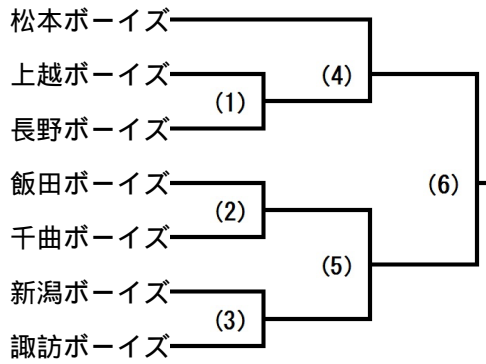 松本ボーイズ
上越ボーイズ
(4)
(1)
長野ボーイズ
飯田ボーイズ
(6)
(2)
千曲ボーイズ
(5)
新潟ボーイズ
(3)
諏訪ボーイズ